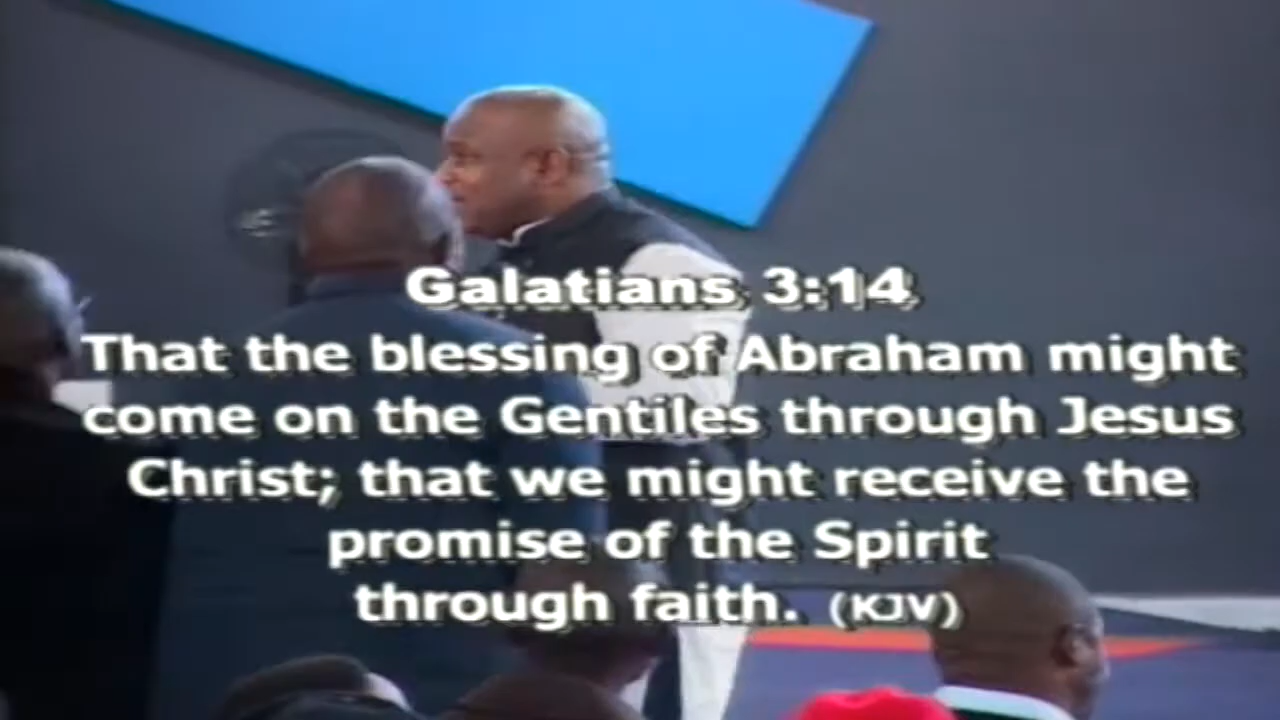 Galatians 3:14
That the blessing of Abraham might
come on the Gentiles through Jesus
Christ; that we might receive the
promise of the Spirit
through faith. (KJV)